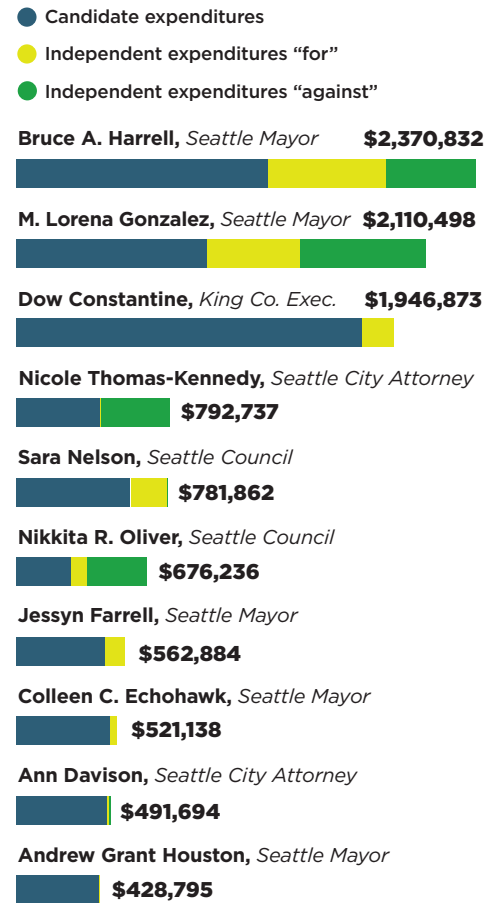 Candidate expenditures
Independent expenditures “for”
Independent expenditures “against”
Bruce A. Harrell, Seattle Mayor $2,370,832
M. Lorena Gonzalez, Seattle Mayor $2,110,498
Dow Constantine, King Co. Exec. $1,946,873
Nicole Thomas-Kennedy, Seattle City Attorney
$792,737
Sara Nelson, Seattle Council
$781,862
Nikkita R. Oliver, Seattle Council
$676,236
Jessyn Farrell, Seattle Mayor
$562,884
Colleen C. Echohawk, Seattle Mayor
$521,138
Ann Davison, Seattle City Attorney
$491,694
Andrew Grant Houston, Seattle Mayor
$428,795